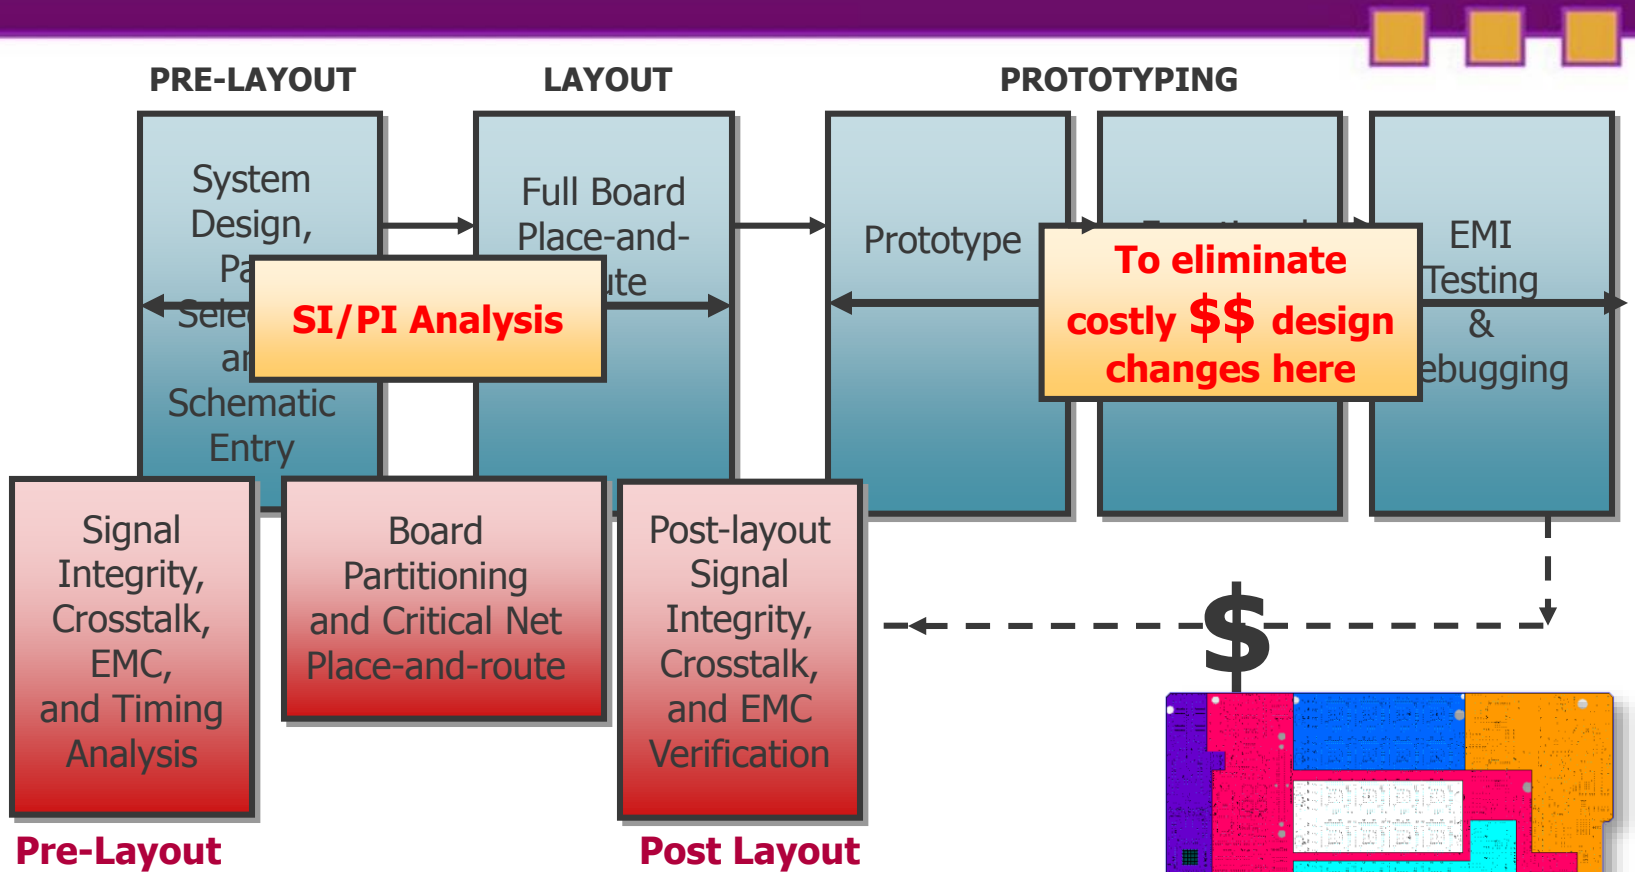 PRE-LAYOUT
LAYOUT
PROTOTYPING
System
Design,
Schematic
Entry
Full Board
Place-and-
Prototype
EMI
Testing
&
SI/PI Analysis
To eliminate
costly $$ design
changes here
Signal
Integrity,
Crosstalk,
EMC,
and Timing
Analysis
Board
Partitioning
and Critical Net
Place-and-route
Post-layout
Signal
Integrity,
Crosstalk,
and EMC
Verification
$
Pre-Layout
Post Layout